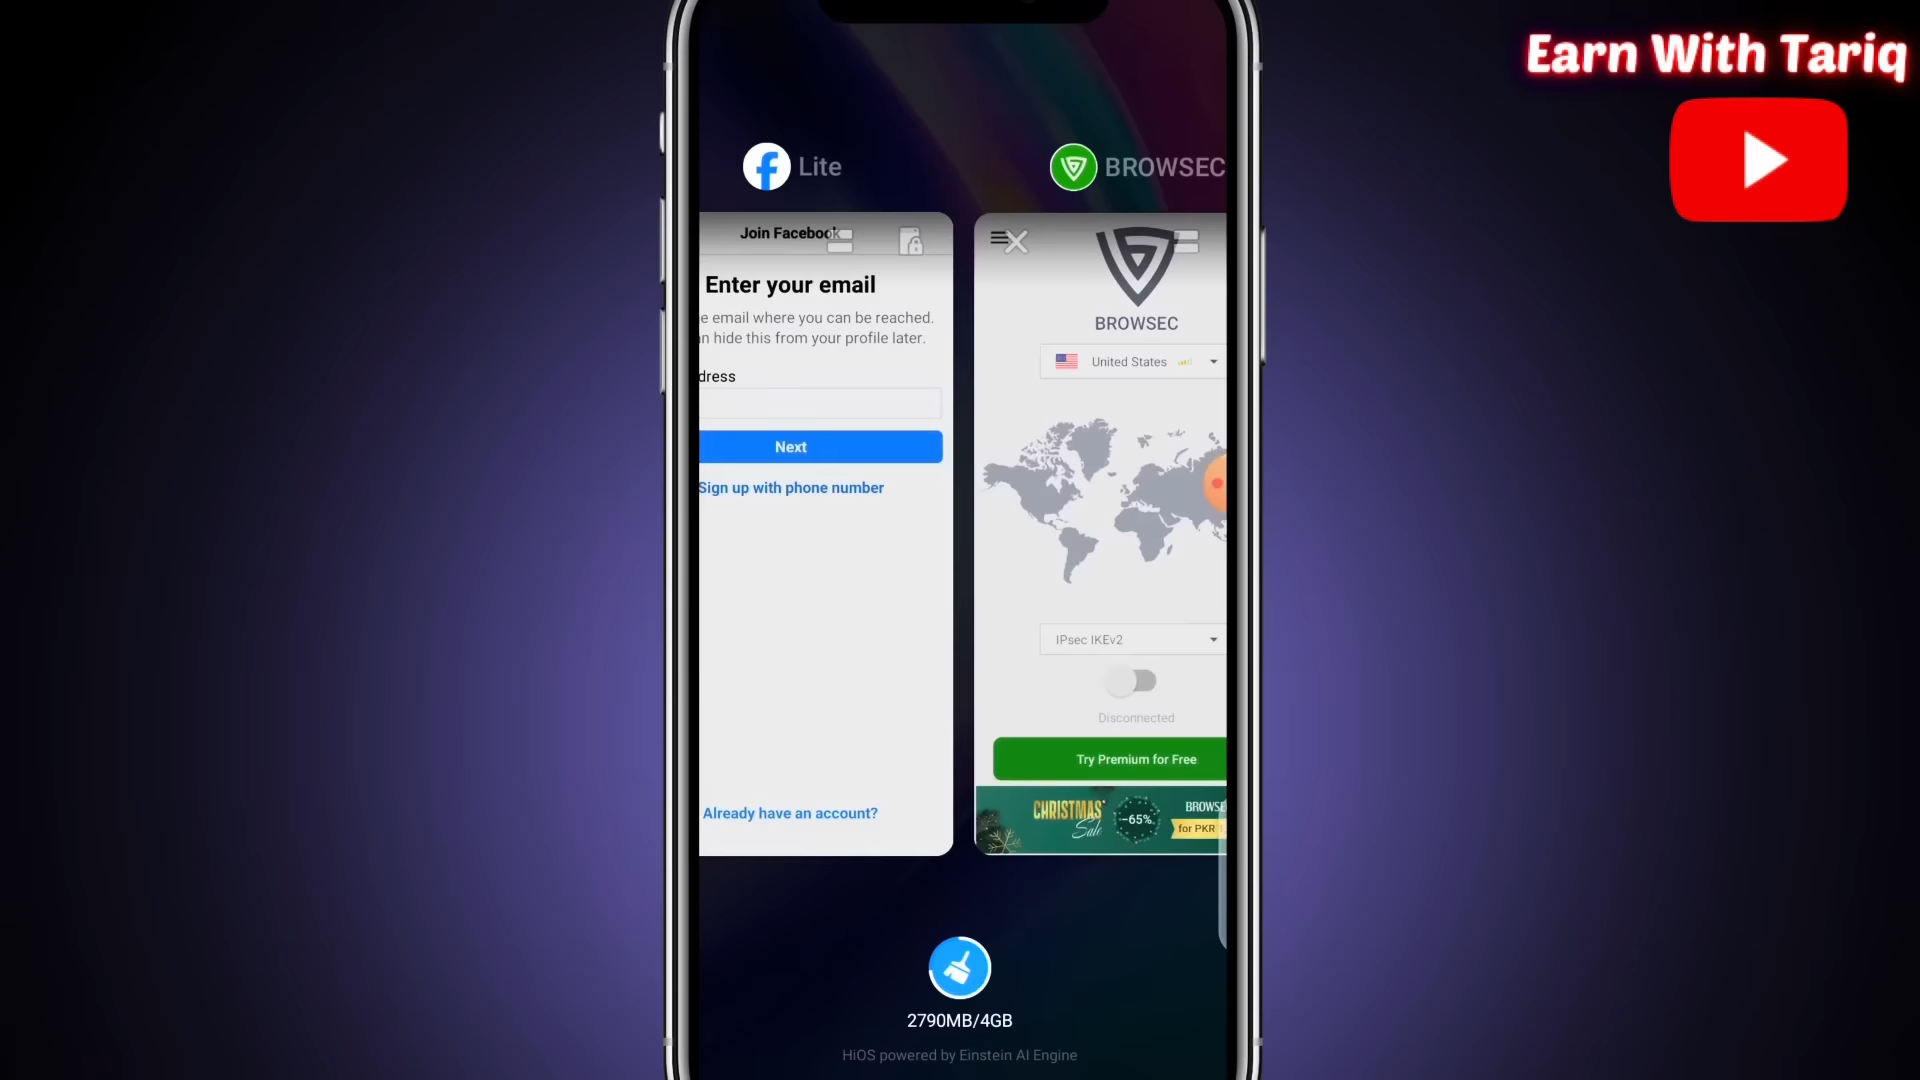 Earn With Tariq
Lite
BROWSEC
Join Facebook
Enter your email
e email where you can be reached.
n hide this from your profile later.
dress
Next
Sign up with phone number
Already have an account?
BROWSEC
United States
IPsec IKEv2
Disconnected
Try Premium for Free
CHRISTMAS
Sale
-65%
BROWSE
for PKR
2790MB/4GB
HiOS powered by Einstein AI Engine